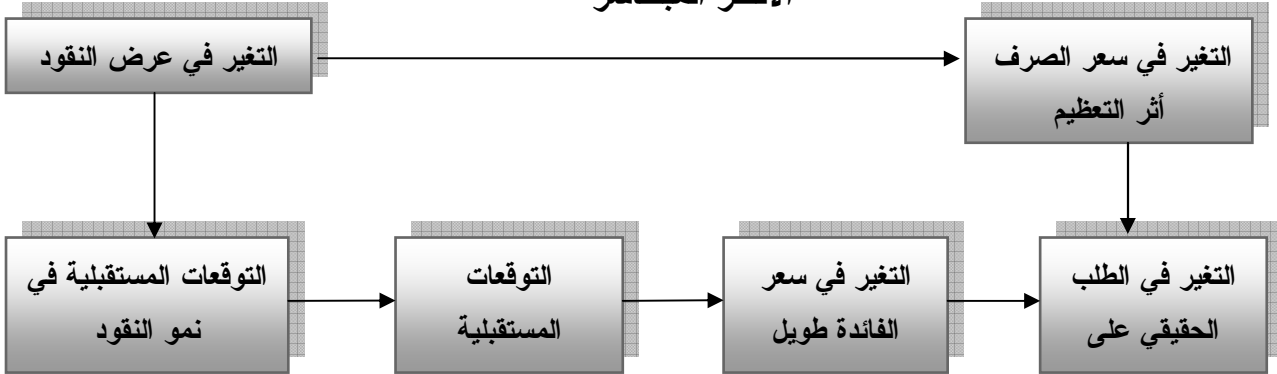 التغير في عرض النقود
التغير في سعر الصرف
أثر التعظيم
التوقعات المستقبلية في
نمو النقود
التوقعات
المستقبلية
التغير في سعر
الفائدة طويل
التغير في الطلب
الحقيقي على